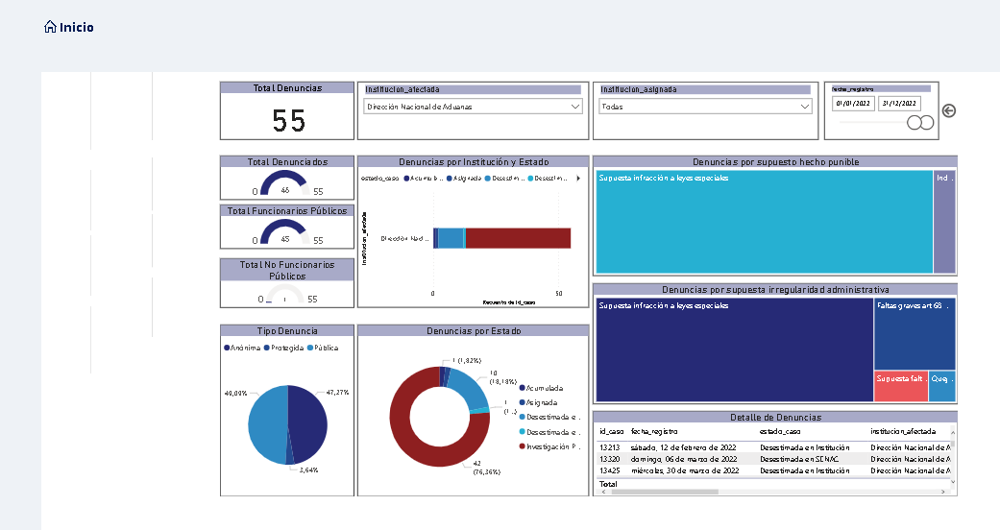 Inicio
Total Denuncias
55
Institucion_afectada
Dirección Nacional de Aduanas
Institucion_asignada
Todas
fecha_registro
01/01/2022
31/12/2022
Total Denunciados
0
46
55
Total Funcionarios Públicos
0
45
55
Total No Funcionarios
Públicos
0
1
55
Denuncias por Institución y Estado
estado_caso
Acumula..
Asignada
Desestim...
Desestim...
Institucion_afectada
Dirección Naci...
0
50
Recuento de id_caso
Denuncias por supuesto hecho punible
Supuesta infracción a leyes especiales
Ind...
Denuncias por supuesta irregularidad administrativa
Supuesta infracción a leyes especiales
Faltas graves art 68 ...
Supuesta falt...
Quej...
Tipo Denuncia
Anónima
Protegida
Pública
49,09%
47,27%
3,64%
Denuncias por Estado
1 (1,82%)
10
(18,18%)
1
(1...)
42
(76,36%)
Acumulada
Asignada
Desestimada e...
Desestimada e...
Investigación P...
Detalle de Denuncias
id_caso fecha_registro estado_caso institucion_afectada
13213 sábado, 12 de febrero de 2022 Desestimada en Institución Dirección Nacional de A
13320 domingo, 06 de marzo de 2022 Desestimada en SENAC Dirección Nacional de A
13425 miércoles, 30 de marzo de 2022 Desestimada en Institución Dirección Nacional de A
Total